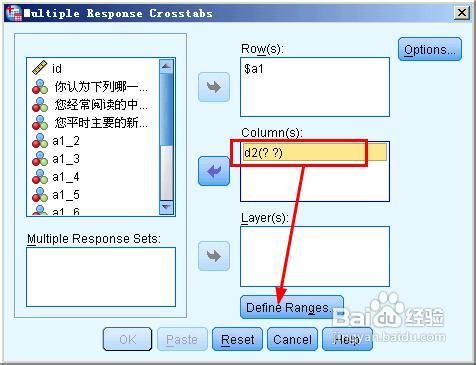 Multiple Response Crosstabs
id
你认为下列哪一...
您经常阅读的中...
您平时主要的新...
a1_2
a1_3
a1_4
a1_5
a1_6
Multiple Response Sets:
Row(s):
$a1
Options...
Column(s):
d2(? ?)
Layer(s):
Define Ranges...
OK
Paste
Reset
Cancel
Help
Baidu 经验
jingyan.baidu.com